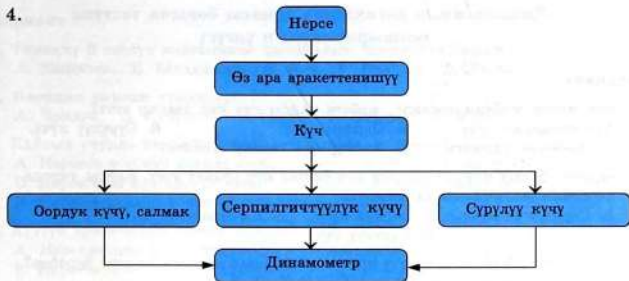 4.
Нерсе
Өз ара аракеттенишүү
Күч
Оордук күчү, салмак
Серпилгичтүүлүк күчү
Сүрүлүү күчү
Динамометр